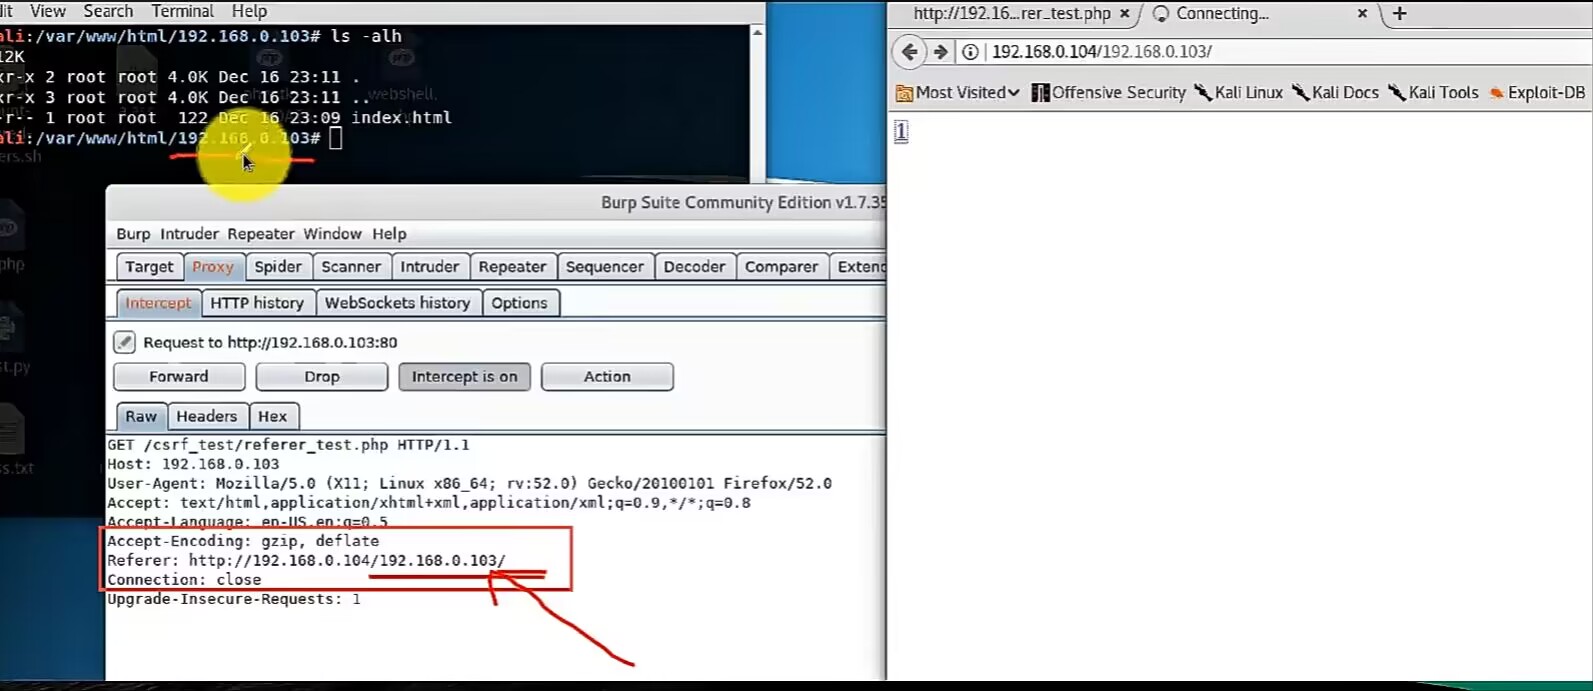 dit View Search Terminal Help
ali:/var/www/html/192.168.0.103# ls -alh
12K
xr-x 2 root root 4.0K Dec 16 23:11 .
xr-x 3 root root 4.0K Dec 16 23:11 ..
-r-- 1 root root 122 Dec 16 23:09 index.html
ali:/var/www/html/192.168.0.103#
webshell.
ers.sh
php
st.py
ss.txt
Burp Suite Community Edition v1.7.35
Burp Intruder Repeater Window Help
Target Proxy Spider Scanner Intruder Repeater Sequencer Decoder Comparer Extend
Intercept HTTP history WebSockets history Options
Request to http://192.168.0.103:80
Forward Drop Intercept is on Action
Raw Headers Hex
GET /csrf_test/referer_test.php HTTP/1.1
Host: 192.168.0.103
User-Agent: Mozilla/5.0 (X11; Linux x86_64; rv:52.0) Gecko/20100101 Firefox/52.0
Accept: text/html,application/xhtml+xml,application/xml;q=0.9,*/*;q=0.8
Accept-Language: en-US,en;q=0.5
Accept-Encoding: gzip, deflate
Referer: http://192.168.0.104/192.168.0.103/
Connection: close
Upgrade-Insecure-Requests: 1
http://192.16...rer_test.php × Connecting... × +
192.168.0.104/192.168.0.103/
Most Visited Offensive Security Kali Linux Kali Docs Kali Tools Exploit-DB
1